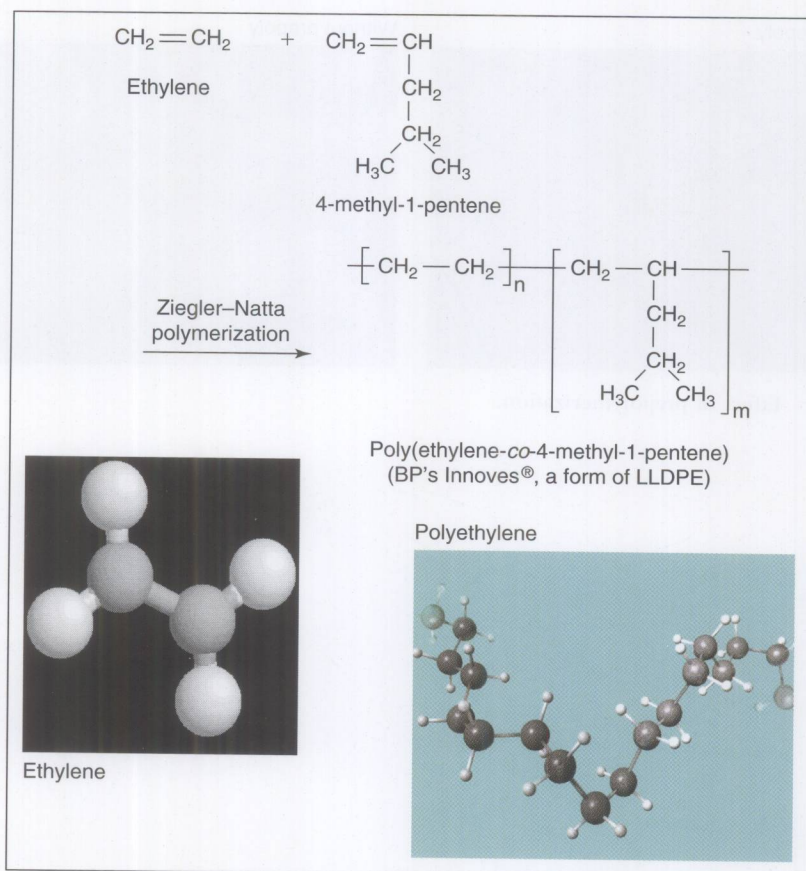 CH₂=CH₂ + CH₂=CH
Ethylene
CH₂
CH₂
H₃C CH₃
4-methyl-1-pentene
[CH₂—CH₂]n [CH₂—CH]m
Ziegler–Natta
polymerization
CH₂
CH₂
H₃C CH₃
Poly(ethylene-co-4-methyl-1-pentene)
(BP's Innoves®, a form of LLDPE)
Polyethylene
Ethylene